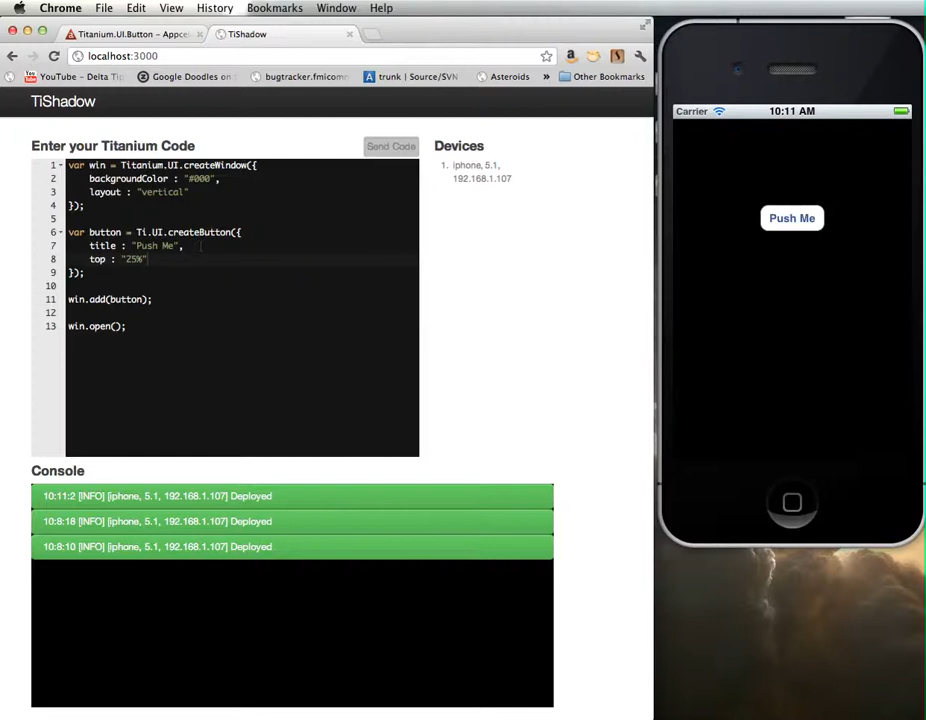 Chrome File Edit View History Bookmarks Window Help
Titanium.UI.Button - Appcel
TiShadow
localhost:3000
YouTube - Delta Tip
Google Doodles on
bugtracker.fmicomm
trunk | Source/SVN
Asteroids
» Other Bookmarks
TiShadow
Enter your Titanium Code
Send Code
1 var win = Titanium.UI.createWindow({
2 backgroundColor : "#000",
3 layout : "vertical"
4 });
5
6 var button = Ti.UI.createButton({
7 title : "Push Me",
8 top : "25%"
9 });
10
11 win.add(button);
12
13 win.open();
Devices
1. iphone, 5.1,
192.168.1.107
Console
10:11:2 [INFO] [iphone, 5.1, 192.168.1.107] Deployed
10:8:18 [INFO] [iphone, 5.1, 192.168.1.107] Deployed
10:8:10 [INFO] [iphone, 5.1, 192.168.1.107] Deployed
Carrier 10:11 AM
Push Me